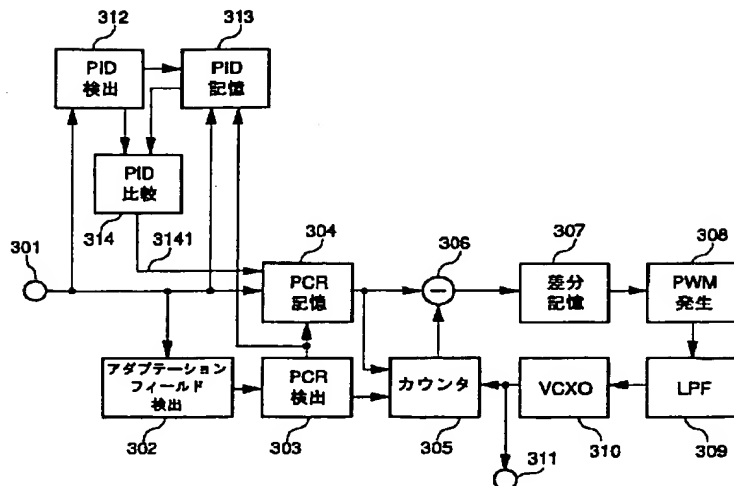 312
313
PID
検出
PID
記憶
PID
比較
314
3141
301
304
PCR
記憶
306
307
差分
記憶
308
PWM
発生
アダプテーション
フィールド
検出
302
PCR
検出
303
カウンタ
305
VCXO
310
LPF
309
311